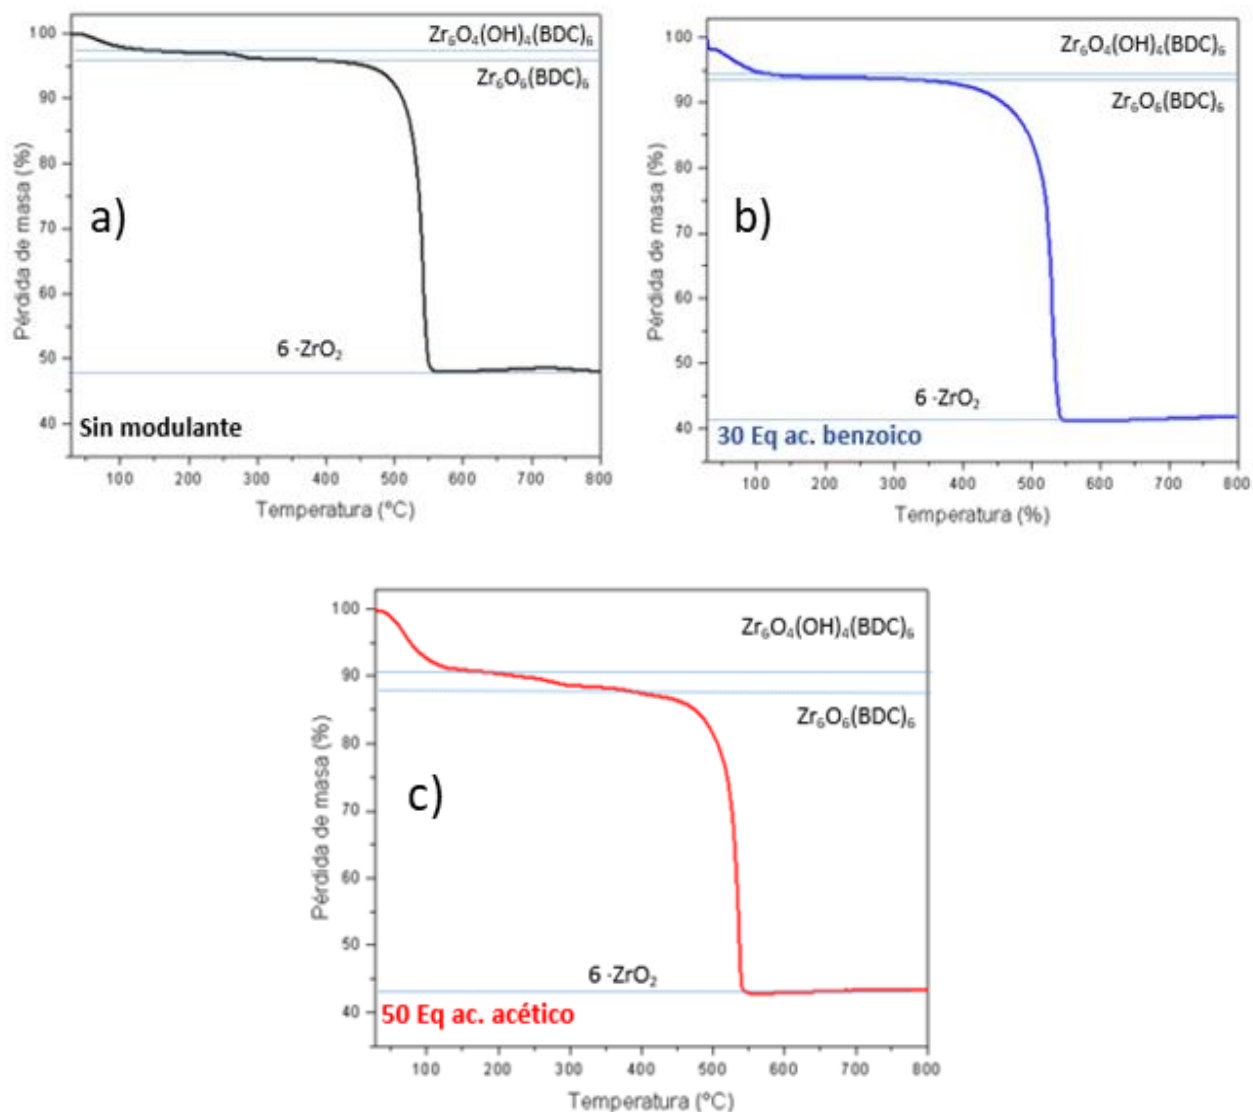 Pérdida de masa (%)
100
90
80
70
60
50
40
Zr₆O₄(OH)₄(BDC)₆
Zr₆O₆(BDC)₆
a)
6 ·ZrO₂
Sin modulante
100 200 300 400 500 600 700 800
Temperatura (ºC)
Pérdida de masa (%)
100
90
80
70
60
50
40
Zr₆O₄(OH)₄(BDC)₆
Zr₆O₆(BDC)₆
b)
6 ·ZrO₂
30 Eq ac. benzoico
100 200 300 400 500 600 700 800
Temperatura (%)
Pérdida de masa (%)
100
90
80
70
60
50
40
Zr₆O₄(OH)₄(BDC)₆
Zr₆O₆(BDC)₆
c)
6 ·ZrO₂
50 Eq ac. acético
100 200 300 400 500 600 700 800
Temperatura (ºC)